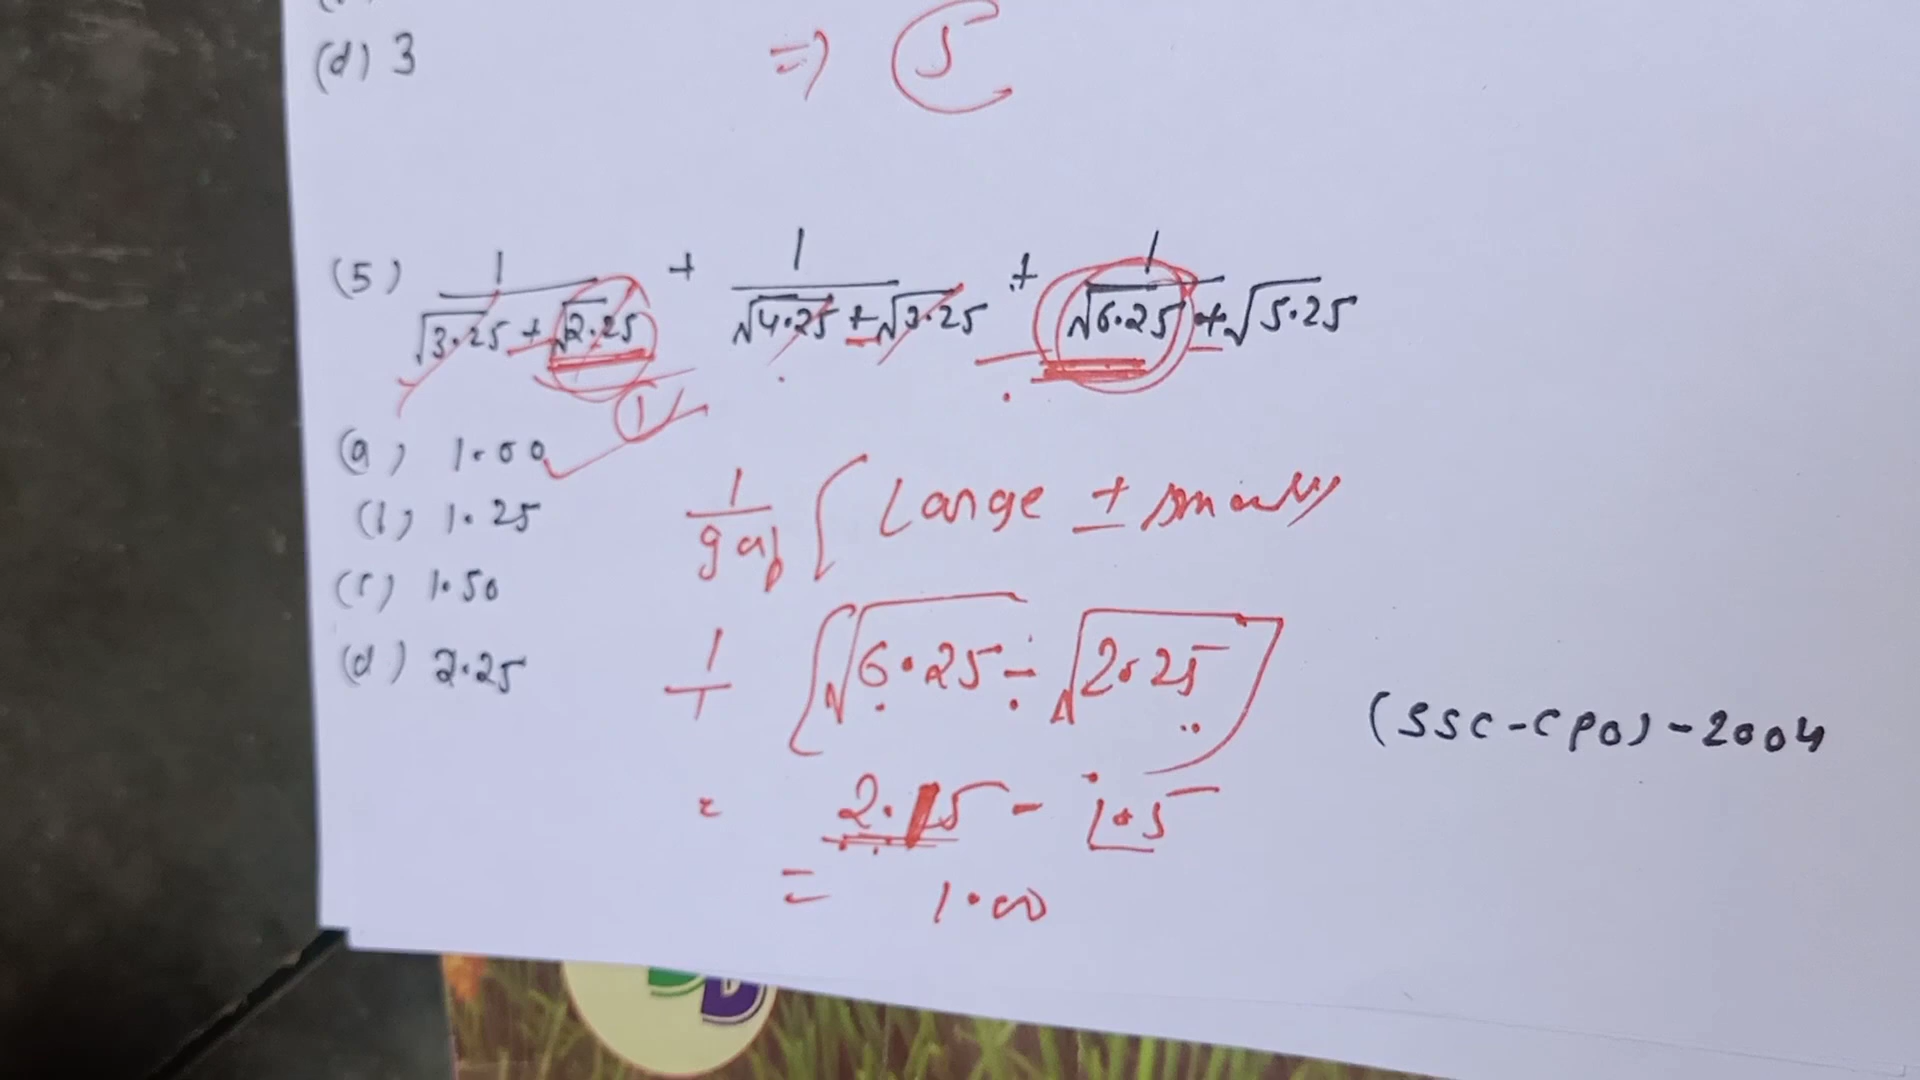 (d) 3 => 5
(5) 1/(√3.25 + √2.25) + 1/(√4.25 + √3.25) + 1/(√6.25 + √5.25)
1
(a) 1.00
(b) 1.25
1/gap [ Large ±
(c) 1.50
(d) 2.25
1/1 [√6.25 - √2.25]
(SSC-CPO)-2004
= 2.5 - 1.5
= 1.00